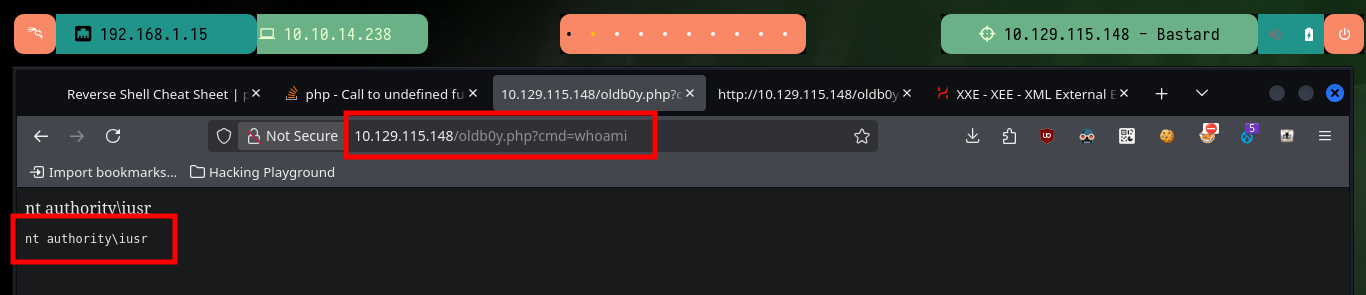 192.168.1.15 10.10.14.238 10.129.115.148 - Bastard
Reverse Shell Cheat Sheet | p php - Call to undefined fu 10.129.115.148/oldb0y.php?c http://10.129.115.148/oldb0y XXE - XEE - XML External E
Not Secure 10.129.115.148/oldb0y.php?cmd=whoami 5
Import bookmarks... Hacking Playground
nt authority\iusr
nt authority\iusr